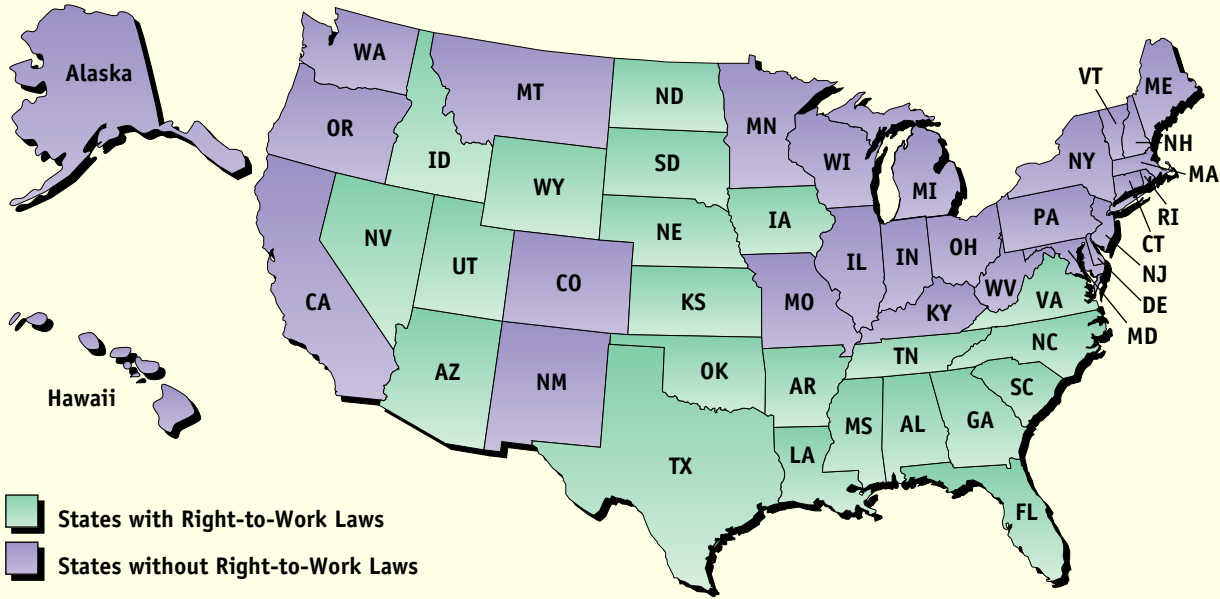 Alaska
WA
OR
CA
ID
NV
MT
WY
UT
AZ
CO
NM
ND
SD
NE
KS
OK
TX
MN
IA
MO
AR
LA
WI
IL
MI
IN
OH
KY
TN
MS
AL
GA
FL
SC
NC
VA
WV
PA
NY
VT
ME
NH
MA
RI
CT
NJ
DE
MD
Hawaii
States with Right-to-Work Laws
States without Right-to-Work Laws